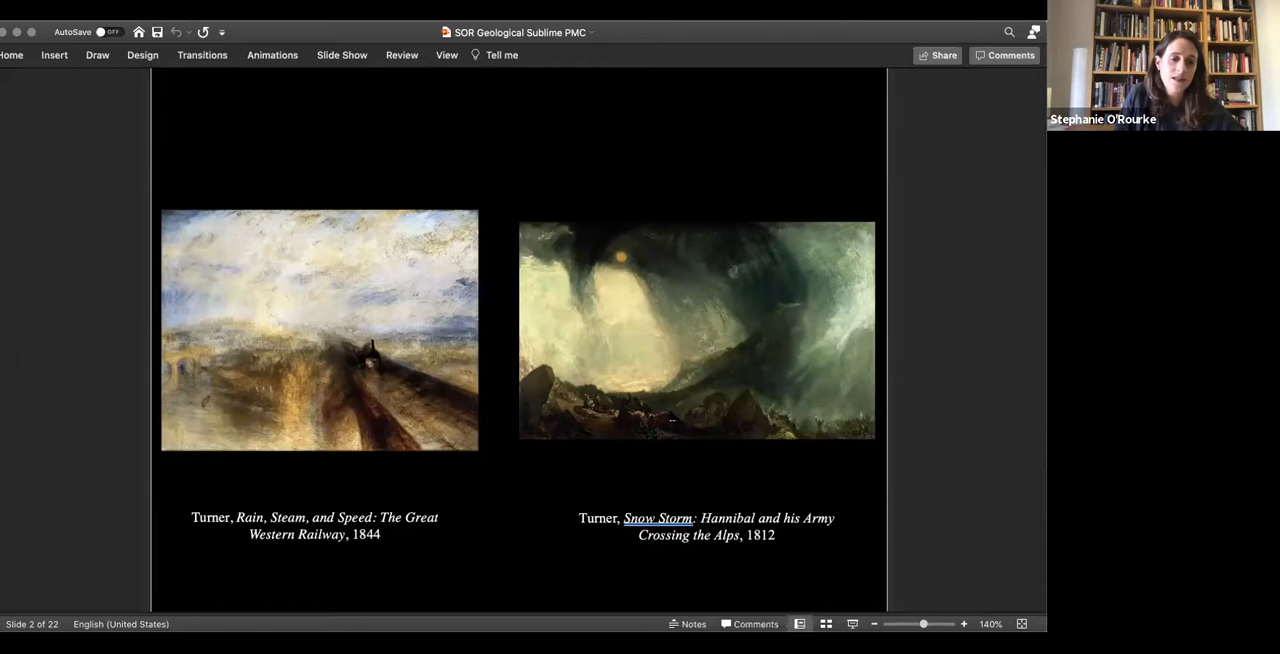 AutoSave OFF
SOR Geological Sublime PMC
Home Insert Draw Design Transitions Animations Slide Show Review View Tell me Share Comments
Stephanie O'Rourke
Turner, Rain, Steam, and Speed: The Great
Western Railway, 1844
Turner, Snow Storm: Hannibal and his Army
Crossing the Alps, 1812
Slide 2 of 22 English (United States) Notes Comments 140%